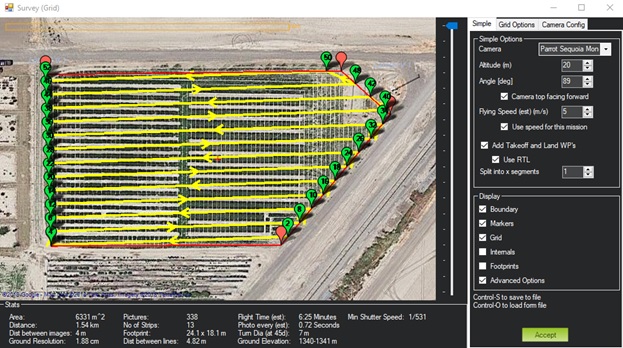 Survey (Grid)
Simple Grid Options Camera Config
Simple Options
Camera Parrot Sequoia Mon
Altitude (m) 20
Angle [deg] 89
Camera top facing forward
Flying Speed (est) (m/s) 5
Use speed for this mission
Add Takeoff and Land WP's
Use RTL
Split into x segments 1
Display
Boundary
Markers
Grid
Internals
Footprints
Advanced Options
Control-S to save to file
Control-O to load form file
Accept
Stats
Area: 6331 m^2 Pictures: 338 Flight Time (est): 6:25 Minutes Min Shutter Speed: 1/531
Distance: 1.54 km No of Strips: 13 Photo every (est): 0.72 Seconds
Dist between images: 4 m Footprint: 24.1 x 18.1 m Turn Dia (at 45d): 7 m
Ground Resolution: 1.88 cm Dist between lines: 4.82 m Ground Elevation: 1340-1341 m